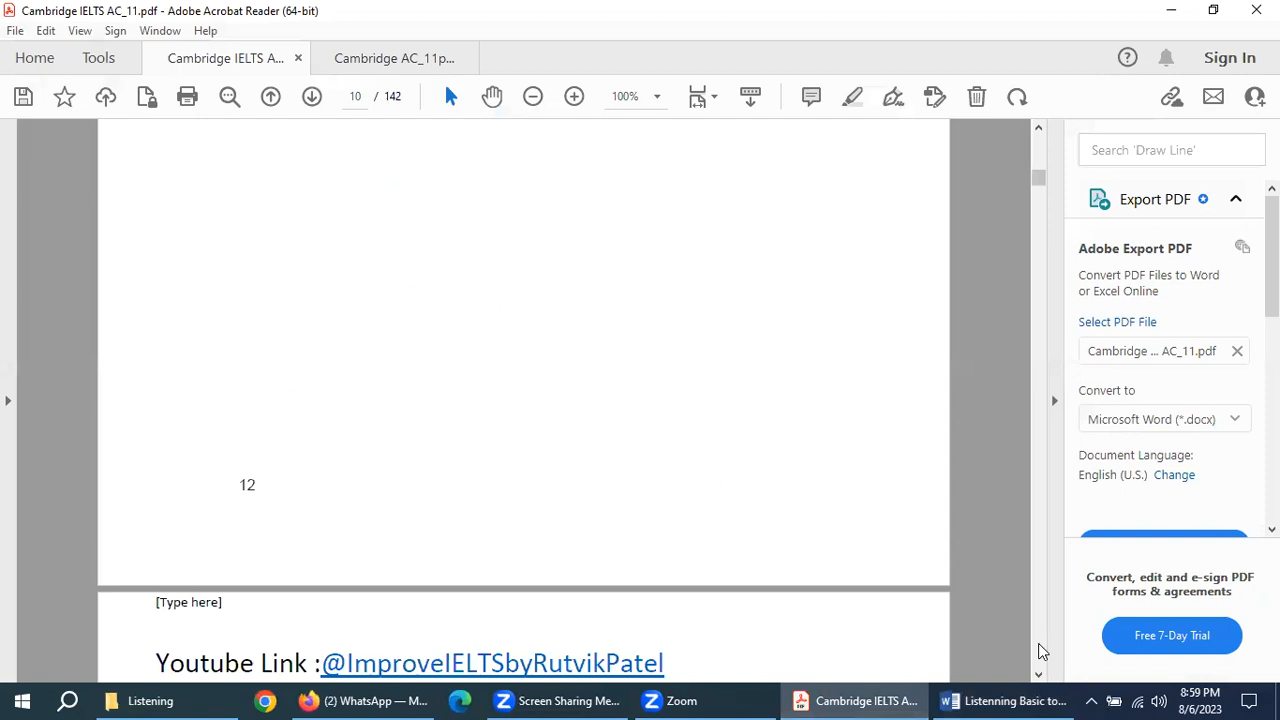 Cambridge IELTS AC_11.pdf - Adobe Acrobat Reader (64-bit)
File Edit View Sign Window Help
Home Tools Cambridge IELTS A... × Cambridge AC_11p... Sign In
10 / 142 100%
Search 'Draw Line'
Export PDF
Adobe Export PDF
Convert PDF Files to Word
or Excel Online
Select PDF File
Cambridge ... AC_11.pdf
Convert to
Microsoft Word (*.docx)
Document Language:
English (U.S.) Change
12
Convert, edit and e-sign PDF
forms & agreements
Free 7-Day Trial
[Type here]
Youtube Link :@ImproveIELTSbyRutvikPatel
Listening (2) WhatsApp — M... Screen Sharing Me... Zoom Cambridge IELTS A... Listenning Basic to... 8:59 PM
8/6/2023